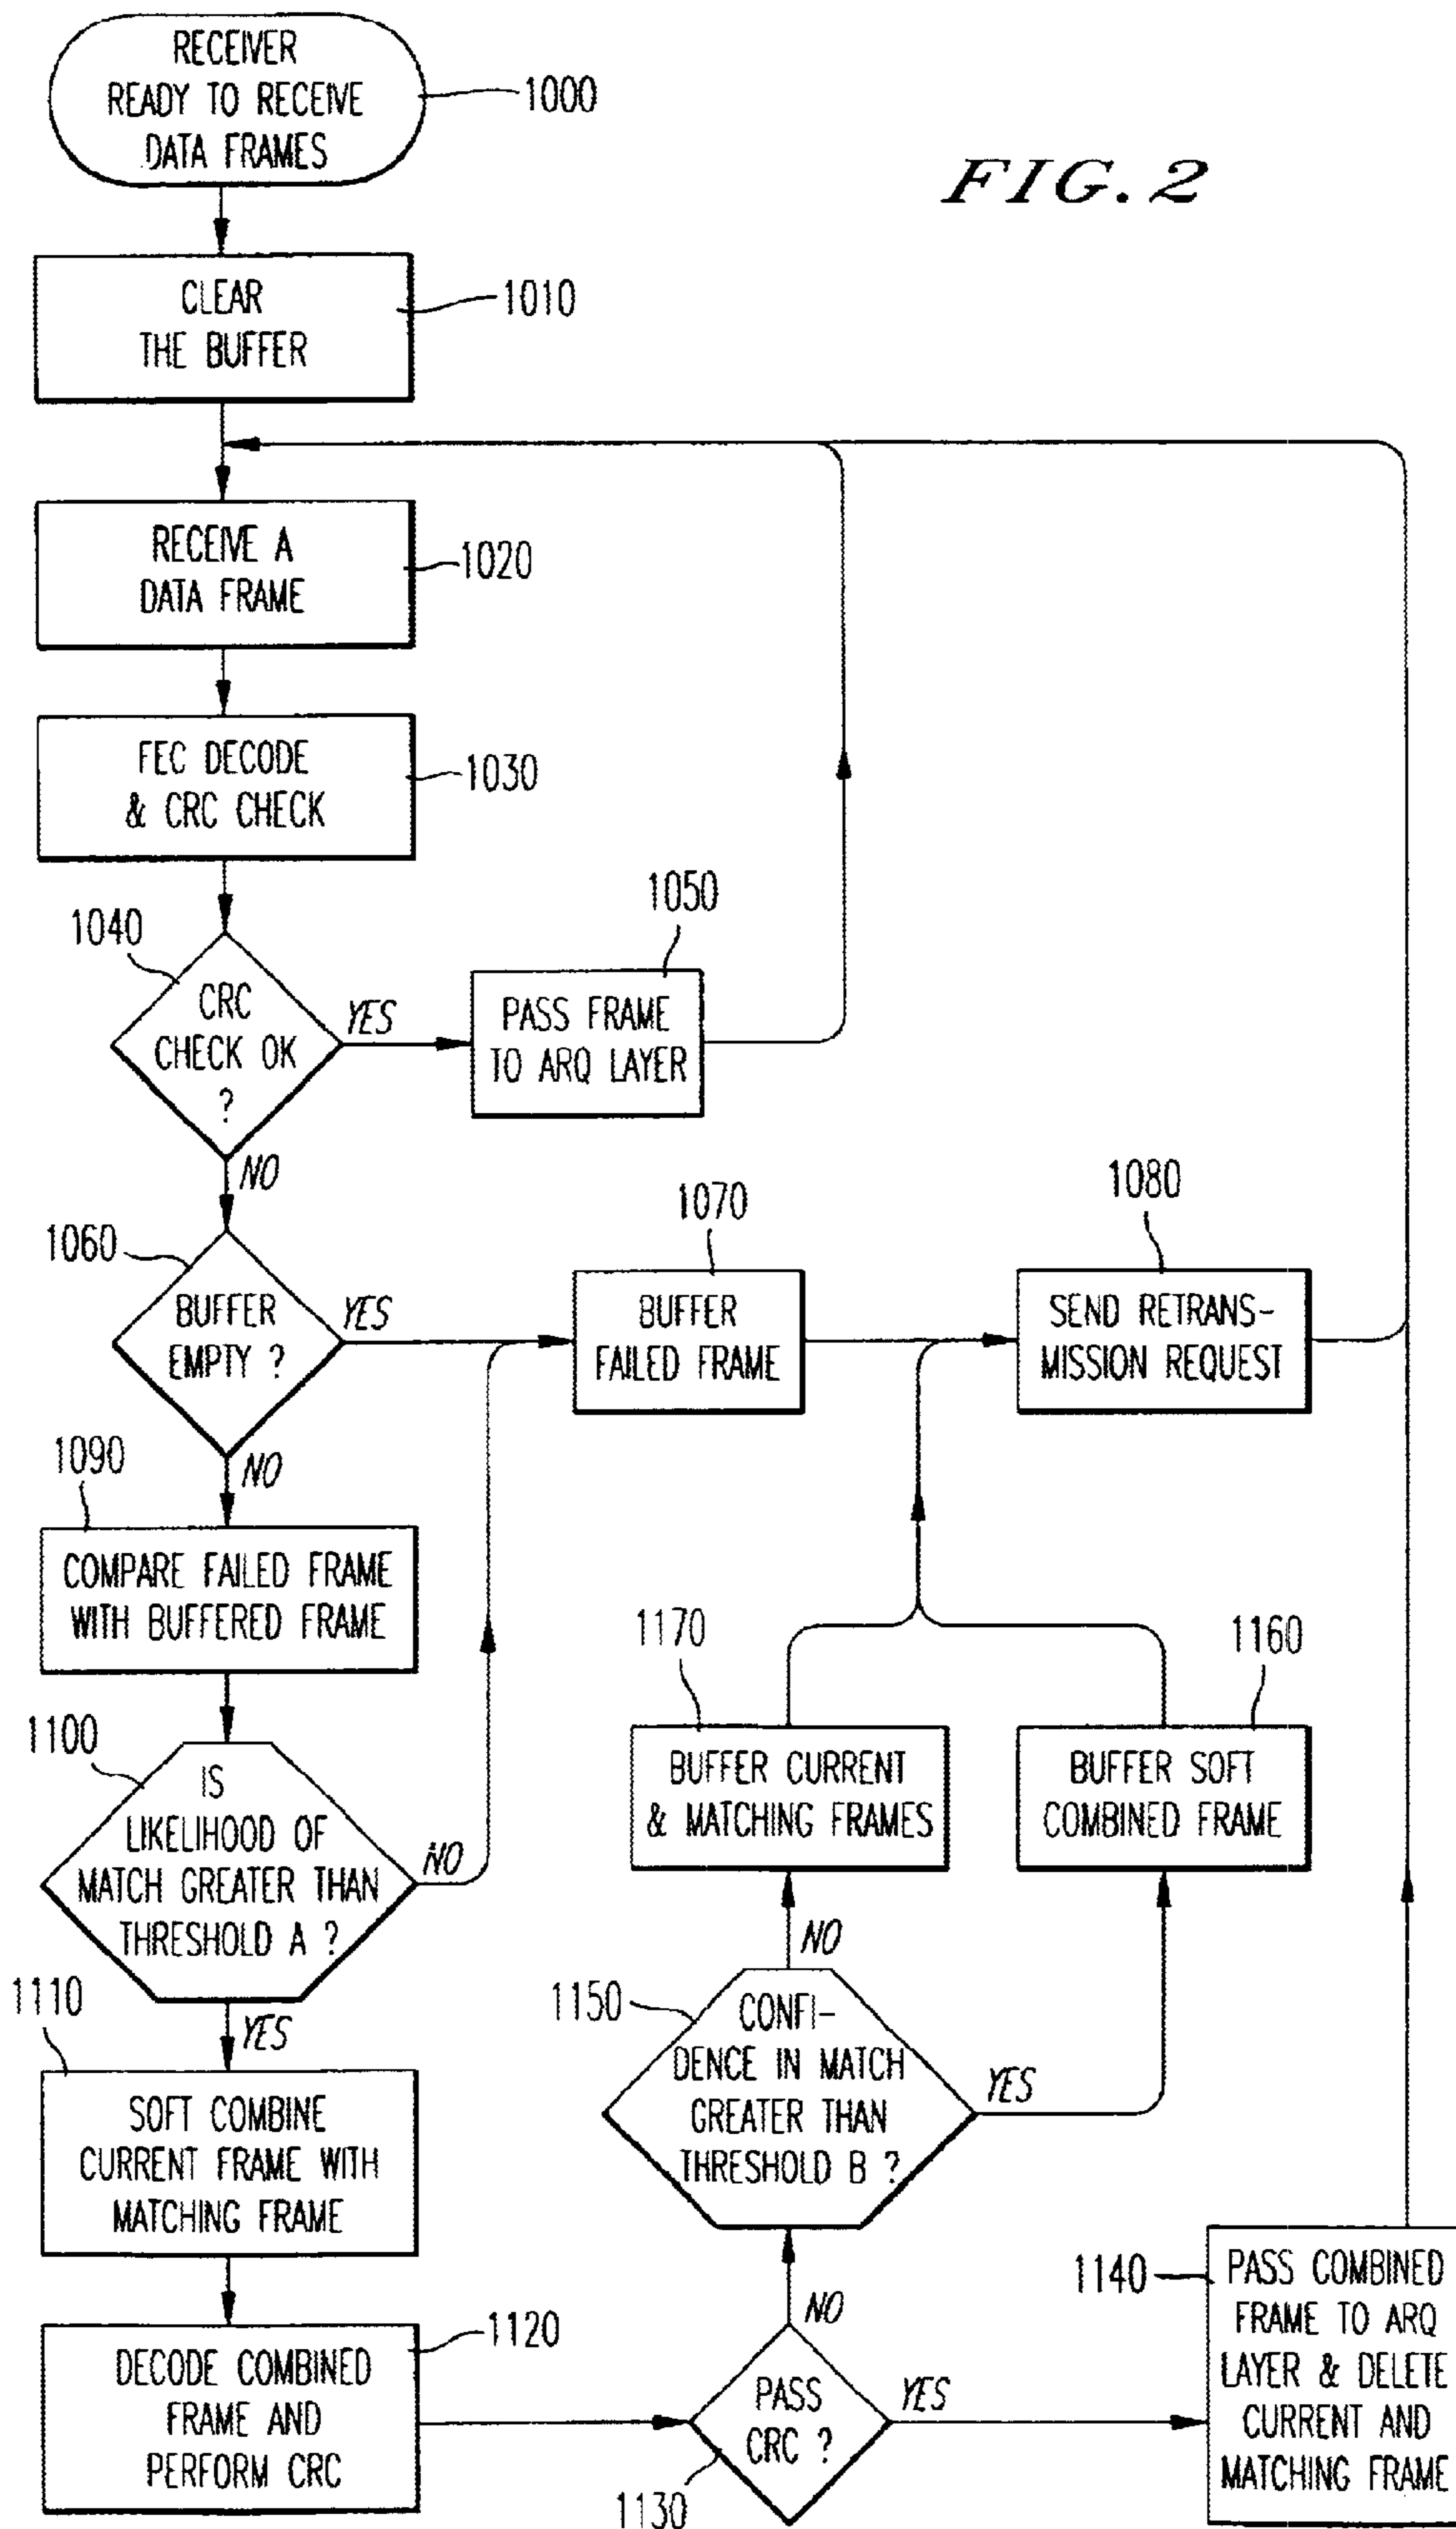 RECEIVER
READY TO RECEIVE
DATA FRAMES
1000
FIG. 2
CLEAR
THE BUFFER
1010
RECEIVE A
DATA FRAME
1020
FEC DECODE
& CRC CHECK
1030
1040
CRC
CHECK OK
?
YES
NO
1050
PASS FRAME
TO ARQ LAYER
1060
BUFFER
EMPTY ?
YES
NO
1070
BUFFER
FAILED FRAME
1080
SEND RETRANS-
MISSION REQUEST
1090
COMPARE FAILED FRAME
WITH BUFFERED FRAME
1100
IS
LIKELIHOOD OF
MATCH GREATER THAN
THRESHOLD A ?
NO
YES
1110
SOFT COMBINE
CURRENT FRAME WITH
MATCHING FRAME
1120
DECODE COMBINED
FRAME AND
PERFORM CRC
1170
BUFFER CURRENT
& MATCHING FRAMES
1160
BUFFER SOFT
COMBINED FRAME
NO
1150
CONFI-
DENCE IN MATCH
GREATER THAN
THRESHOLD B ?
YES
NO
PASS
CRC ?
YES
1130
1140
PASS COMBINED
FRAME TO ARQ
LAYER & DELETE
CURRENT AND
MATCHING FRAME